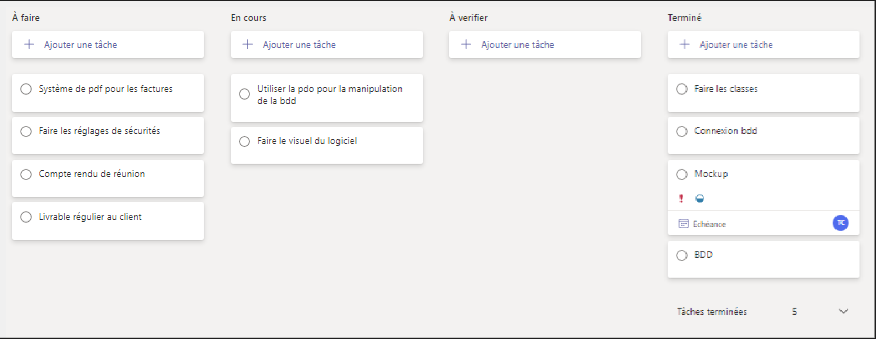 À faire
Ajouter une tâche
Système de pdf pour les factures
Faire les réglages de sécurités
Compte rendu de réunion
Livrable régulier au client
En cours
Ajouter une tâche
Utiliser la pdo pour la manipulation
de la bdd
Faire le visuel du logiciel
À verifier
Ajouter une tâche
Terminé
Ajouter une tâche
Faire les classes
Connexion bdd
Mockup
Échéance
TC
BDD
Tâches terminées 5